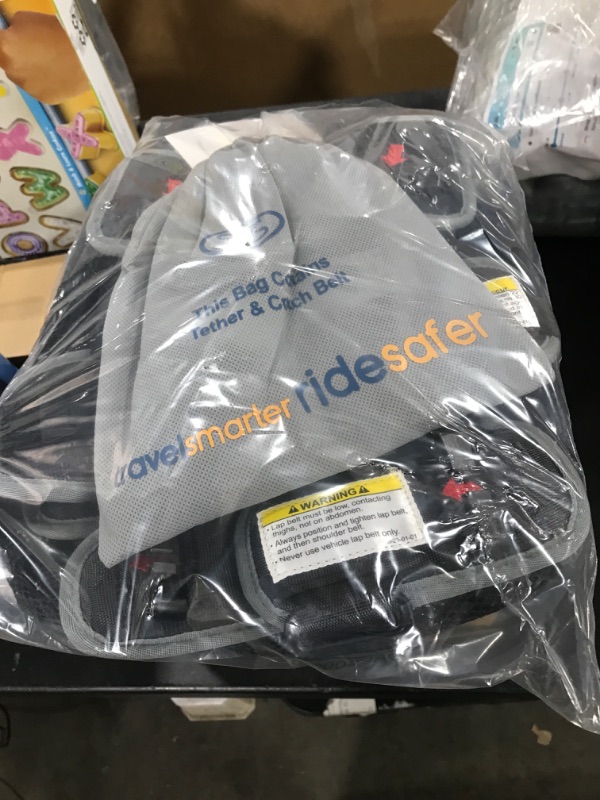 This Bag Contains
Tether & Crotch Belt
travelsmarter ridesafer
WARNING
- Lap belt must be low, contacting
thighs, not on abdomen.
- Always position and tighten lap belt,
and then shoulder belt.
- Never use vehicle lap belt only.